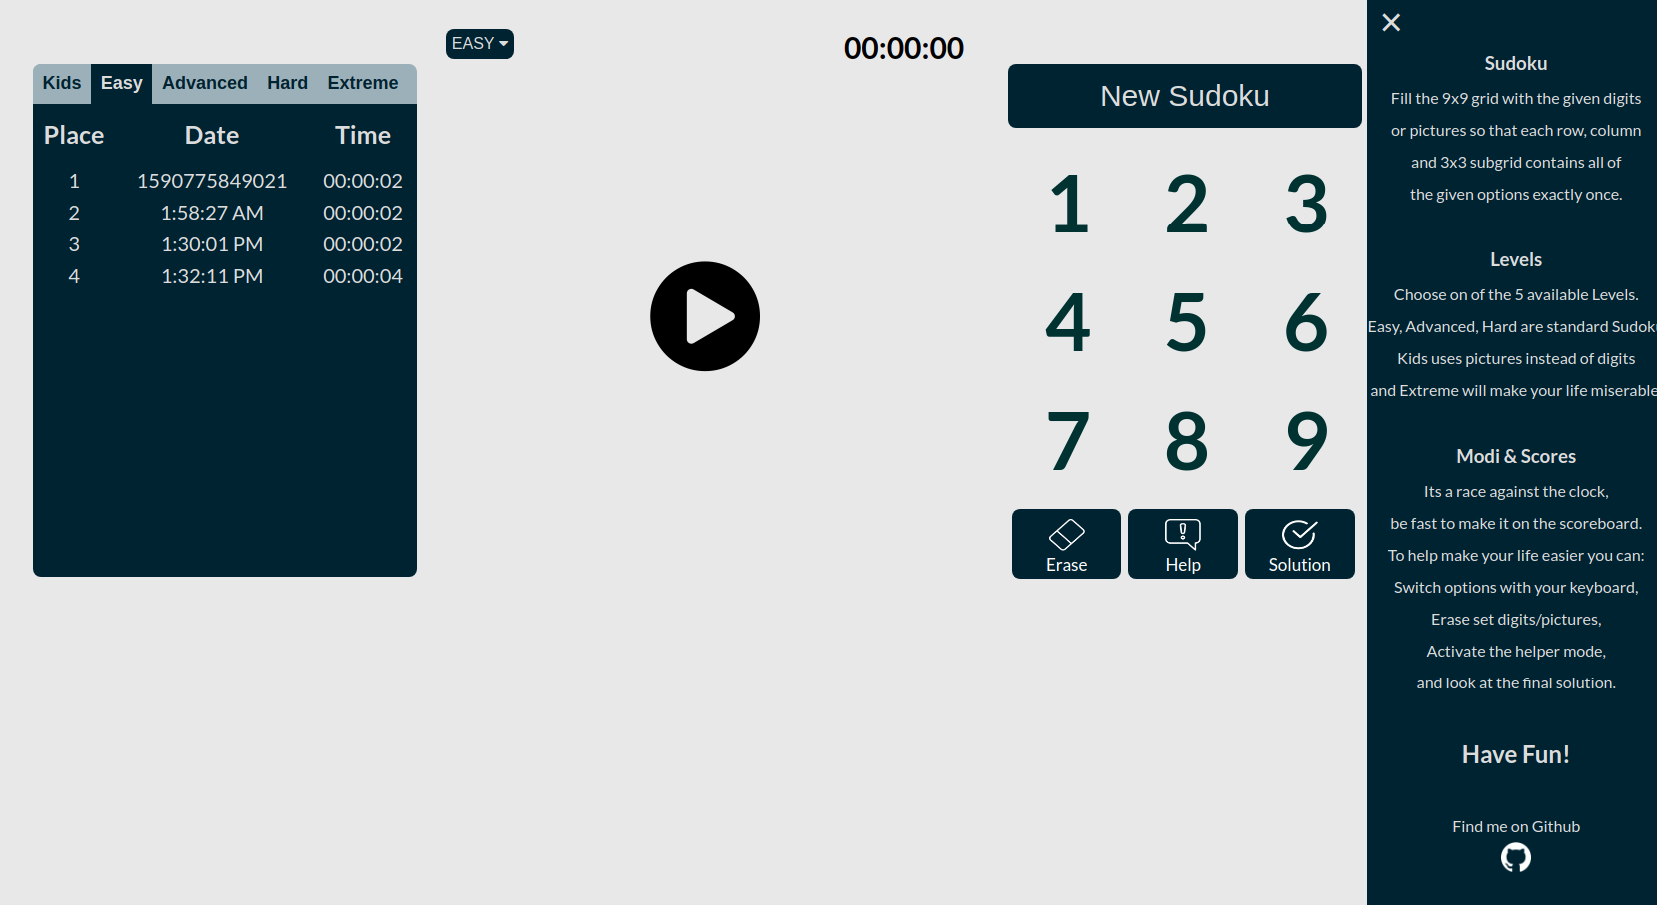 EASY
00:00:00
Kids Easy Advanced Hard Extreme
Place Date Time
1 1590775849021 00:00:02
2 1:58:27 AM 00:00:02
3 1:30:01 PM 00:00:02
4 1:32:11 PM 00:00:04
New Sudoku
1 2 3
4 5 6
7 8 9
Erase Help Solution
Sudoku
Fill the 9x9 grid with the given digits
or pictures so that each row, column
and 3x3 subgrid contains all of
the given options exactly once.
Levels
Choose on of the 5 available Levels.
Easy, Advanced, Hard are standard Sudoku
Kids uses pictures instead of digits
and Extreme will make your life miserable
Modi & Scores
Its a race against the clock,
be fast to make it on the scoreboard.
To help make your life easier you can:
Switch options with your keyboard,
Erase set digits/pictures,
Activate the helper mode,
and look at the final solution.
Have Fun!
Find me on Github